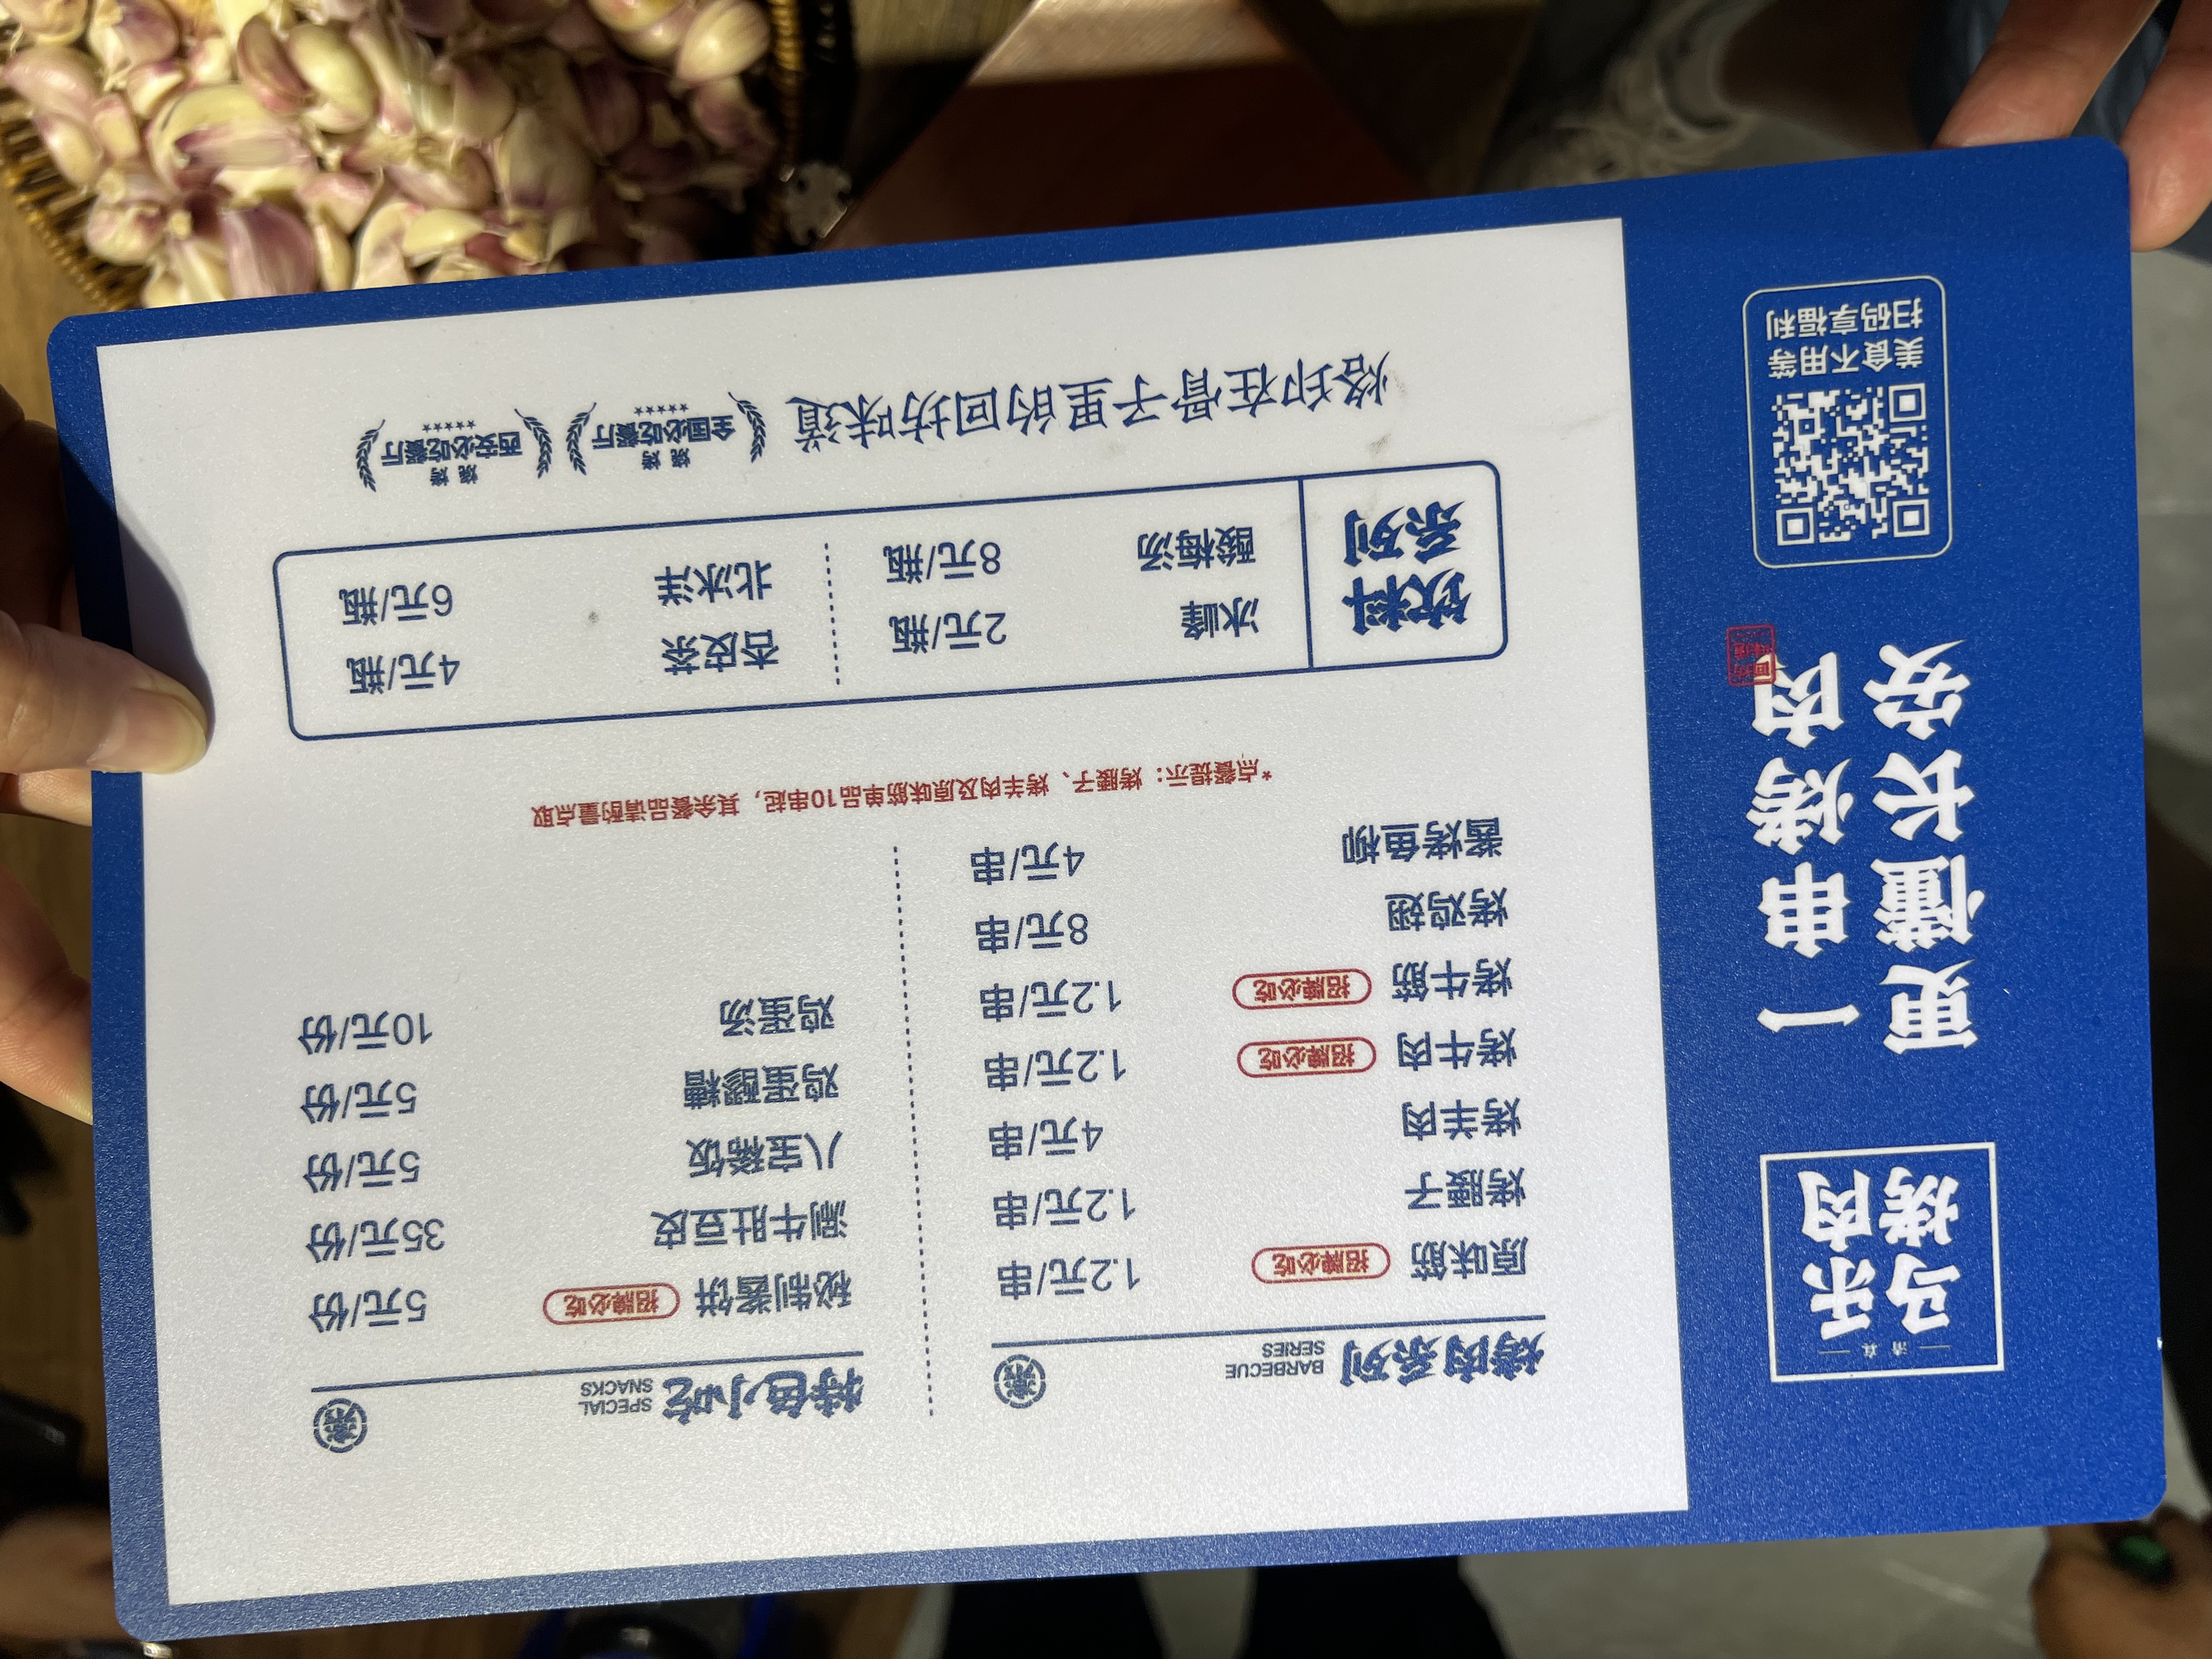 清真
马乐
烤肉
一串烤肉
更懂长安
回坊
味道
美食不用等
扫码享福利
烤肉系列 BARBECUE SERIES
原味筋 招牌必吃 1.2元/串
烤腰子 1.2元/串
烤羊肉 4元/串
烤牛肉 招牌必吃 1.2元/串
烤牛筋 招牌必吃 1.2元/串
烤鸡翅 8元/串
酱烤鱼柳 4元/串
特色小吃 SPECIAL SNACKS
秘制酱饼 招牌必吃 5元/份
涮牛肚豆皮 35元/份
八宝稀饭 5元/份
鸡蛋醪糟 5元/份
鸡蛋汤 10元/份
*点餐提示：烤腰子、烤羊肉及原味筋单品10串起，其余餐品请酌量点取
饮料
系列
冰峰 2元/瓶
酸梅汤 8元/瓶
杏皮茶 4元/瓶
北冰洋 6元/瓶
烙印在骨子里的回坊味道
烧烤
全国必吃餐厅
烧烤
西安必吃餐厅